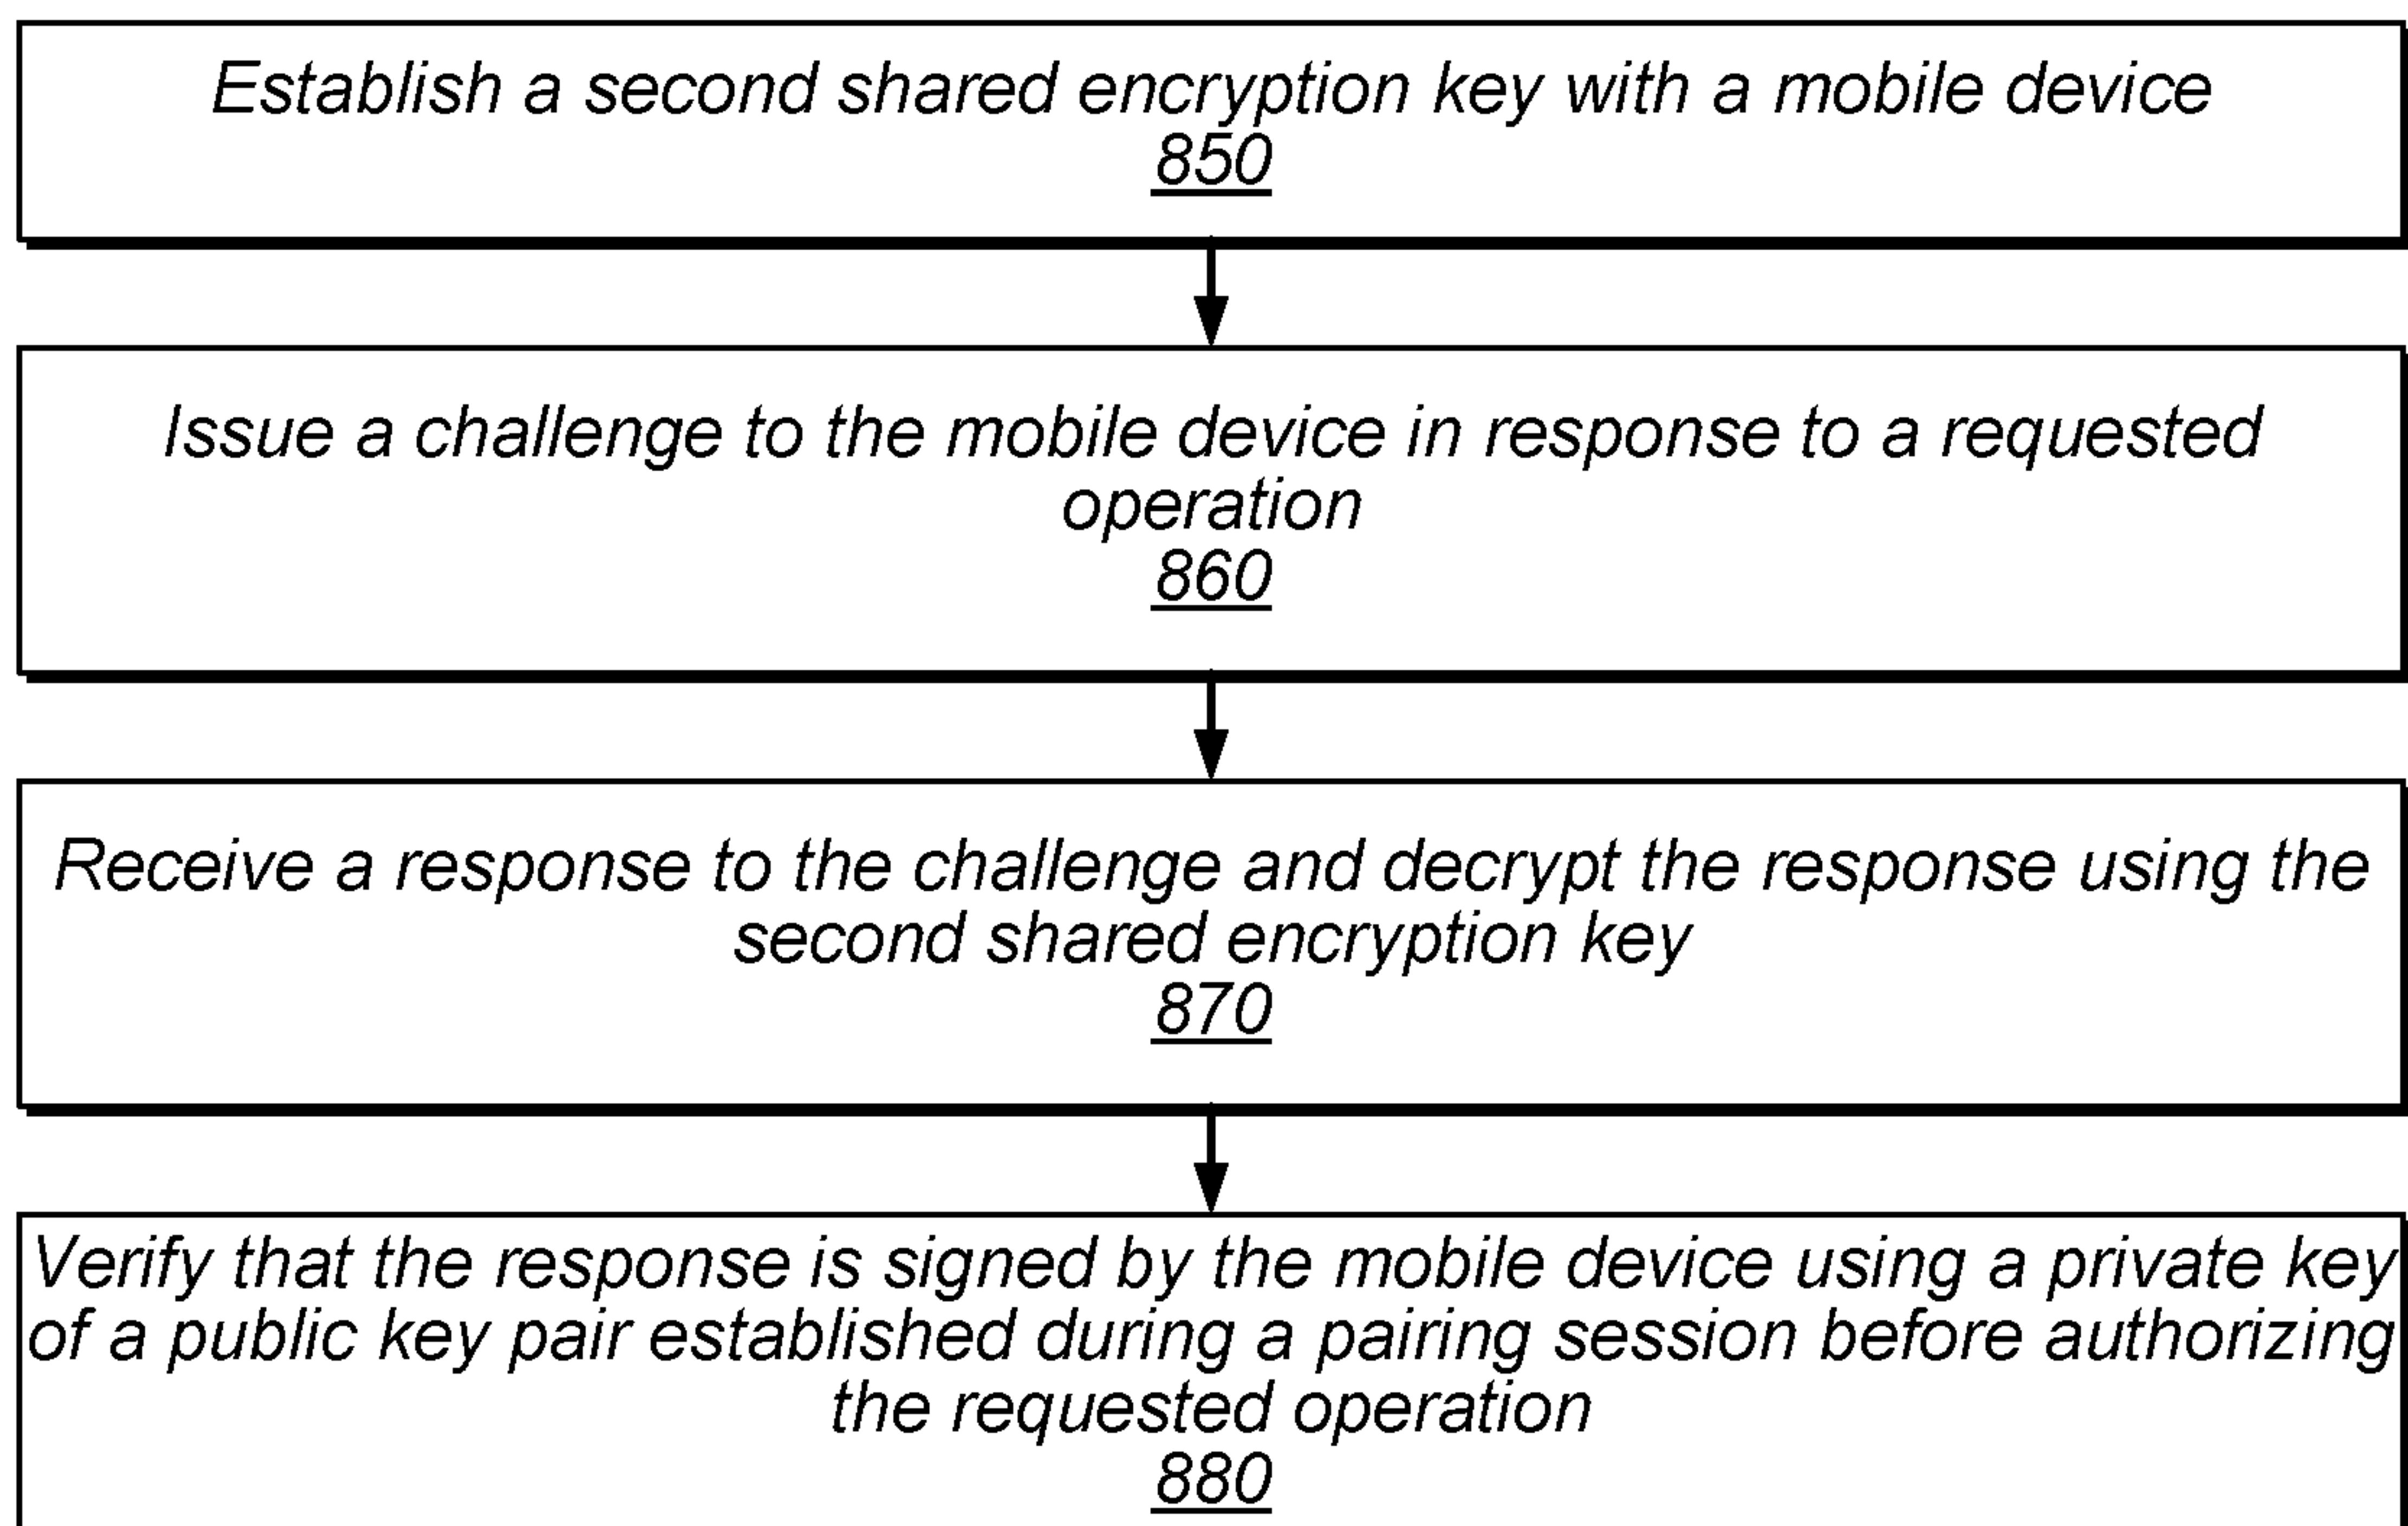 Establish a second shared encryption key with a mobile device
850
Issue a challenge to the mobile device in response to a requested
operation
860
Receive a response to the challenge and decrypt the response using the
second shared encryption key
870
Verify that the response is signed by the mobile device using a private key
of a public key pair established during a pairing session before authorizing
the requested operation
880